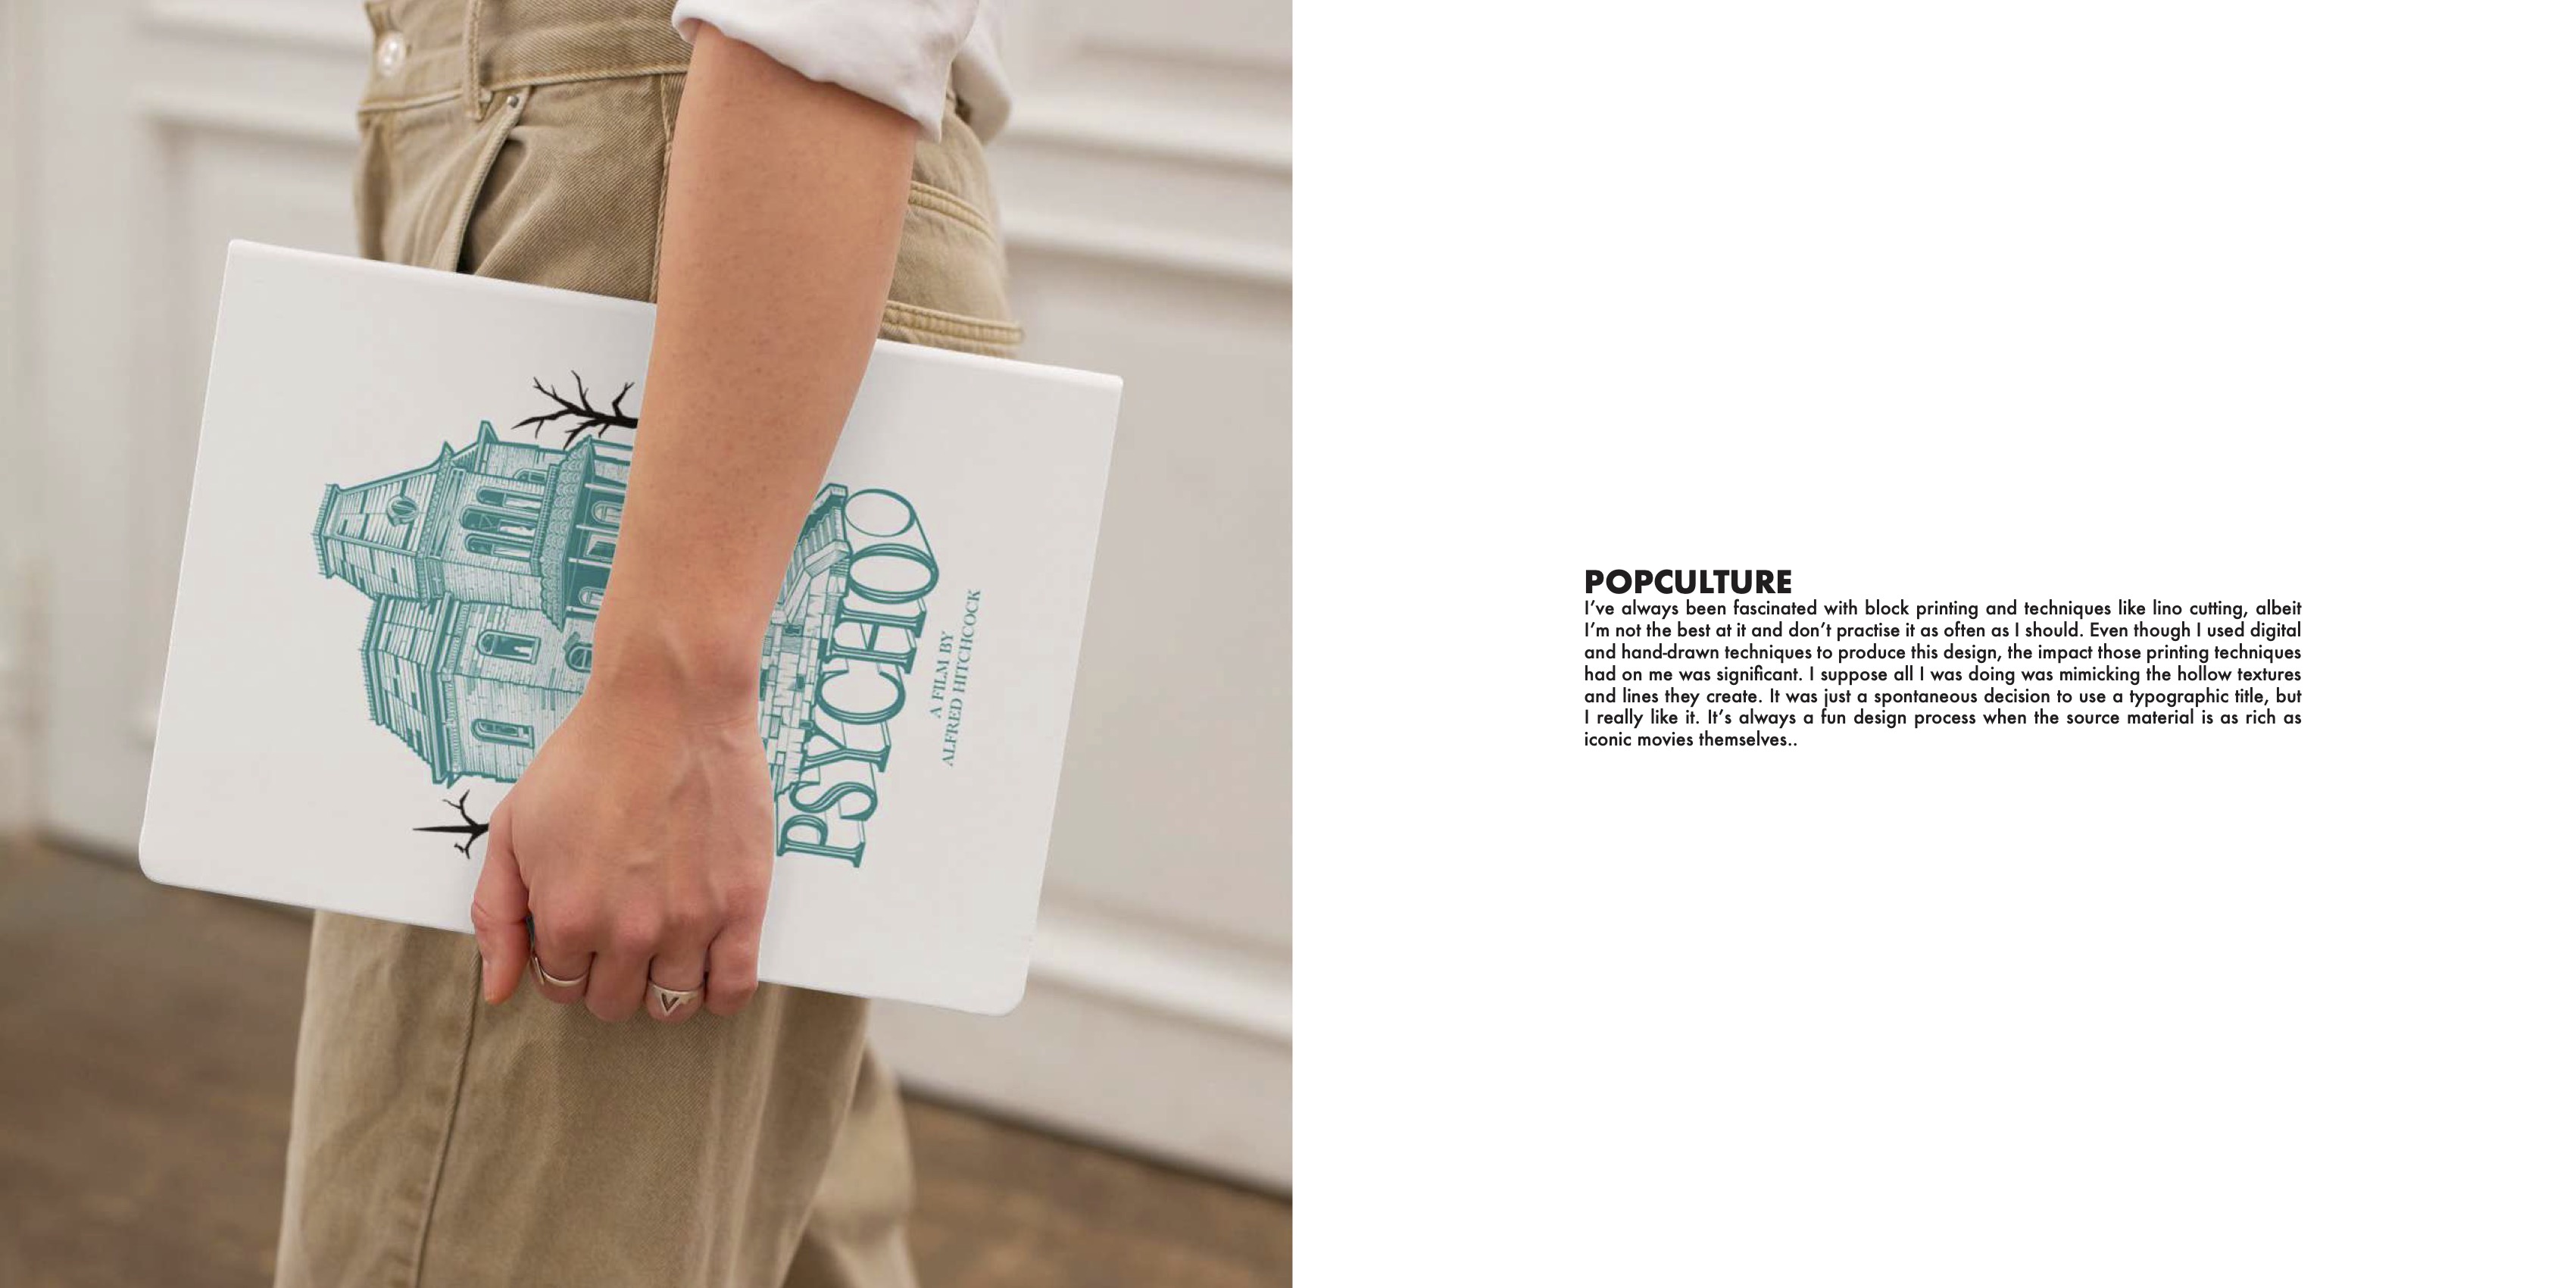 PSYCHO
A FILM BY
ALFRED HITCHCOCK
POPCULTURE
I've always been fascinated with block printing and techniques like lino cutting, albeit
I'm not the best at it and don't practise it as often as I should. Even though I used digital
and hand-drawn techniques to produce this design, the impact those printing techniques
had on me was significant. I suppose all I was doing was mimicking the hollow textures
and lines they create. It was just a spontaneous decision to use a typographic title, but
I really like it. It's always a fun design process when the source material is as rich as
iconic movies themselves..